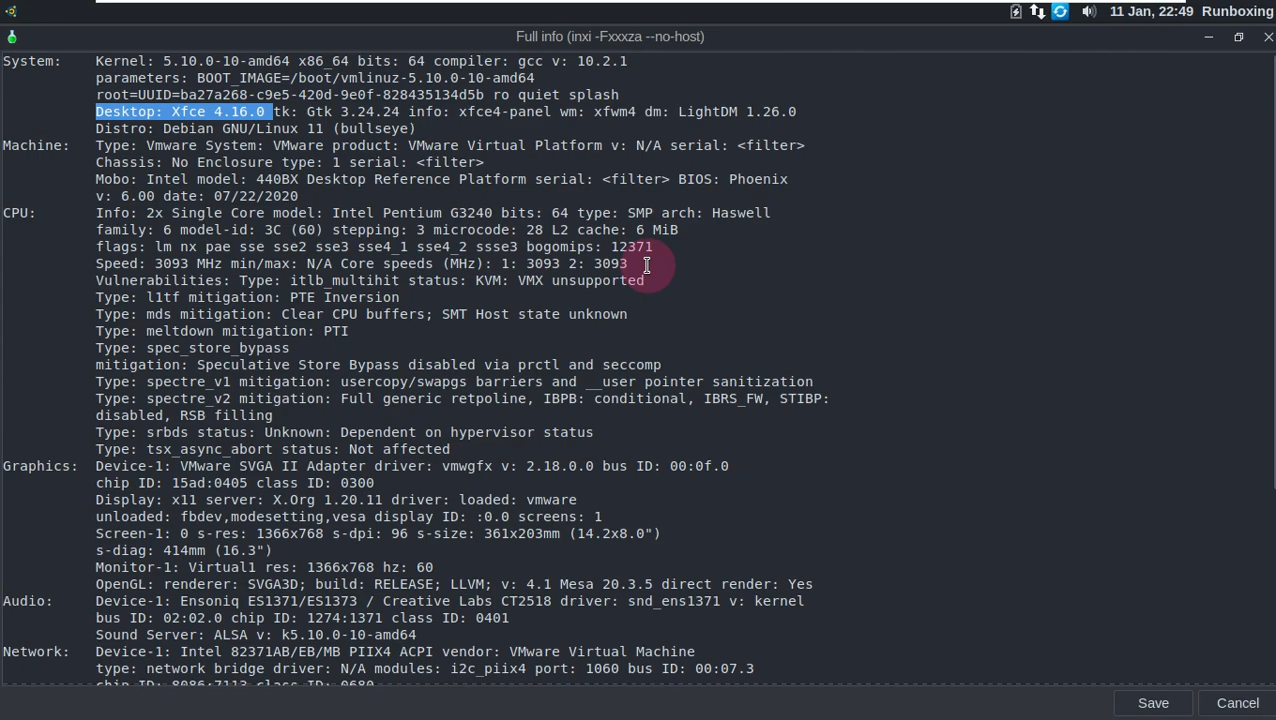 11 Jan, 22:49 Runboxing
Full info (inxi -Fxxxza --no-host)
System: Kernel: 5.10.0-10-amd64 x86_64 bits: 64 compiler: gcc v: 10.2.1
parameters: BOOT_IMAGE=/boot/vmlinuz-5.10.0-10-amd64
root=UUID=ba27a268-c9e5-420d-9e0f-828435134d5b ro quiet splash
Desktop: Xfce 4.16.0 tk: Gtk 3.24.24 info: xfce4-panel wm: xfwm4 dm: LightDM 1.26.0
Distro: Debian GNU/Linux 11 (bullseye)
Machine: Type: Vmware System: VMware product: VMware Virtual Platform v: N/A serial: <filter>
Chassis: No Enclosure type: 1 serial: <filter>
Mobo: Intel model: 440BX Desktop Reference Platform serial: <filter> BIOS: Phoenix
v: 6.00 date: 07/22/2020
CPU: Info: 2x Single Core model: Intel Pentium G3240 bits: 64 type: SMP arch: Haswell
family: 6 model-id: 3C (60) stepping: 3 microcode: 28 L2 cache: 6 MiB
flags: lm nx pae sse sse2 sse3 sse4_1 sse4_2 ssse3 bogomips: 12371
Speed: 3093 MHz min/max: N/A Core speeds (MHz): 1: 3093 2: 3093
Vulnerabilities: Type: itlb_multihit status: KVM: VMX unsupported
Type: l1tf mitigation: PTE Inversion
Type: mds mitigation: Clear CPU buffers; SMT Host state unknown
Type: meltdown mitigation: PTI
Type: spec_store_bypass
mitigation: Speculative Store Bypass disabled via prctl and seccomp
Type: spectre_v1 mitigation: usercopy/swapgs barriers and __user pointer sanitization
Type: spectre_v2 mitigation: Full generic retpoline, IBPB: conditional, IBRS_FW, STIBP:
disabled, RSB filling
Type: srbds status: Unknown: Dependent on hypervisor status
Type: tsx_async_abort status: Not affected
Graphics: Device-1: VMware SVGA II Adapter driver: vmwgfx v: 2.18.0.0 bus ID: 00:0f.0
chip ID: 15ad:0405 class ID: 0300
Display: x11 server: X.Org 1.20.11 driver: loaded: vmware
unloaded: fbdev,modesetting,vesa display ID: :0.0 screens: 1
Screen-1: 0 s-res: 1366x768 s-dpi: 96 s-size: 361x203mm (14.2x8.0")
s-diag: 414mm (16.3")
Monitor-1: Virtual1 res: 1366x768 hz: 60
OpenGL: renderer: SVGA3D; build: RELEASE; LLVM; v: 4.1 Mesa 20.3.5 direct render: Yes
Audio: Device-1: Ensoniq ES1371/ES1373 / Creative Labs CT2518 driver: snd_ens1371 v: kernel
bus ID: 02:02.0 chip ID: 1274:1371 class ID: 0401
Sound Server: ALSA v: k5.10.0-10-amd64
Network: Device-1: Intel 82371AB/EB/MB PIIX4 ACPI vendor: VMware Virtual Machine
type: network bridge driver: N/A modules: i2c_piix4 port: 1060 bus ID: 00:07.3
chip ID: 8086:7113 class ID: 0680
Save Cancel